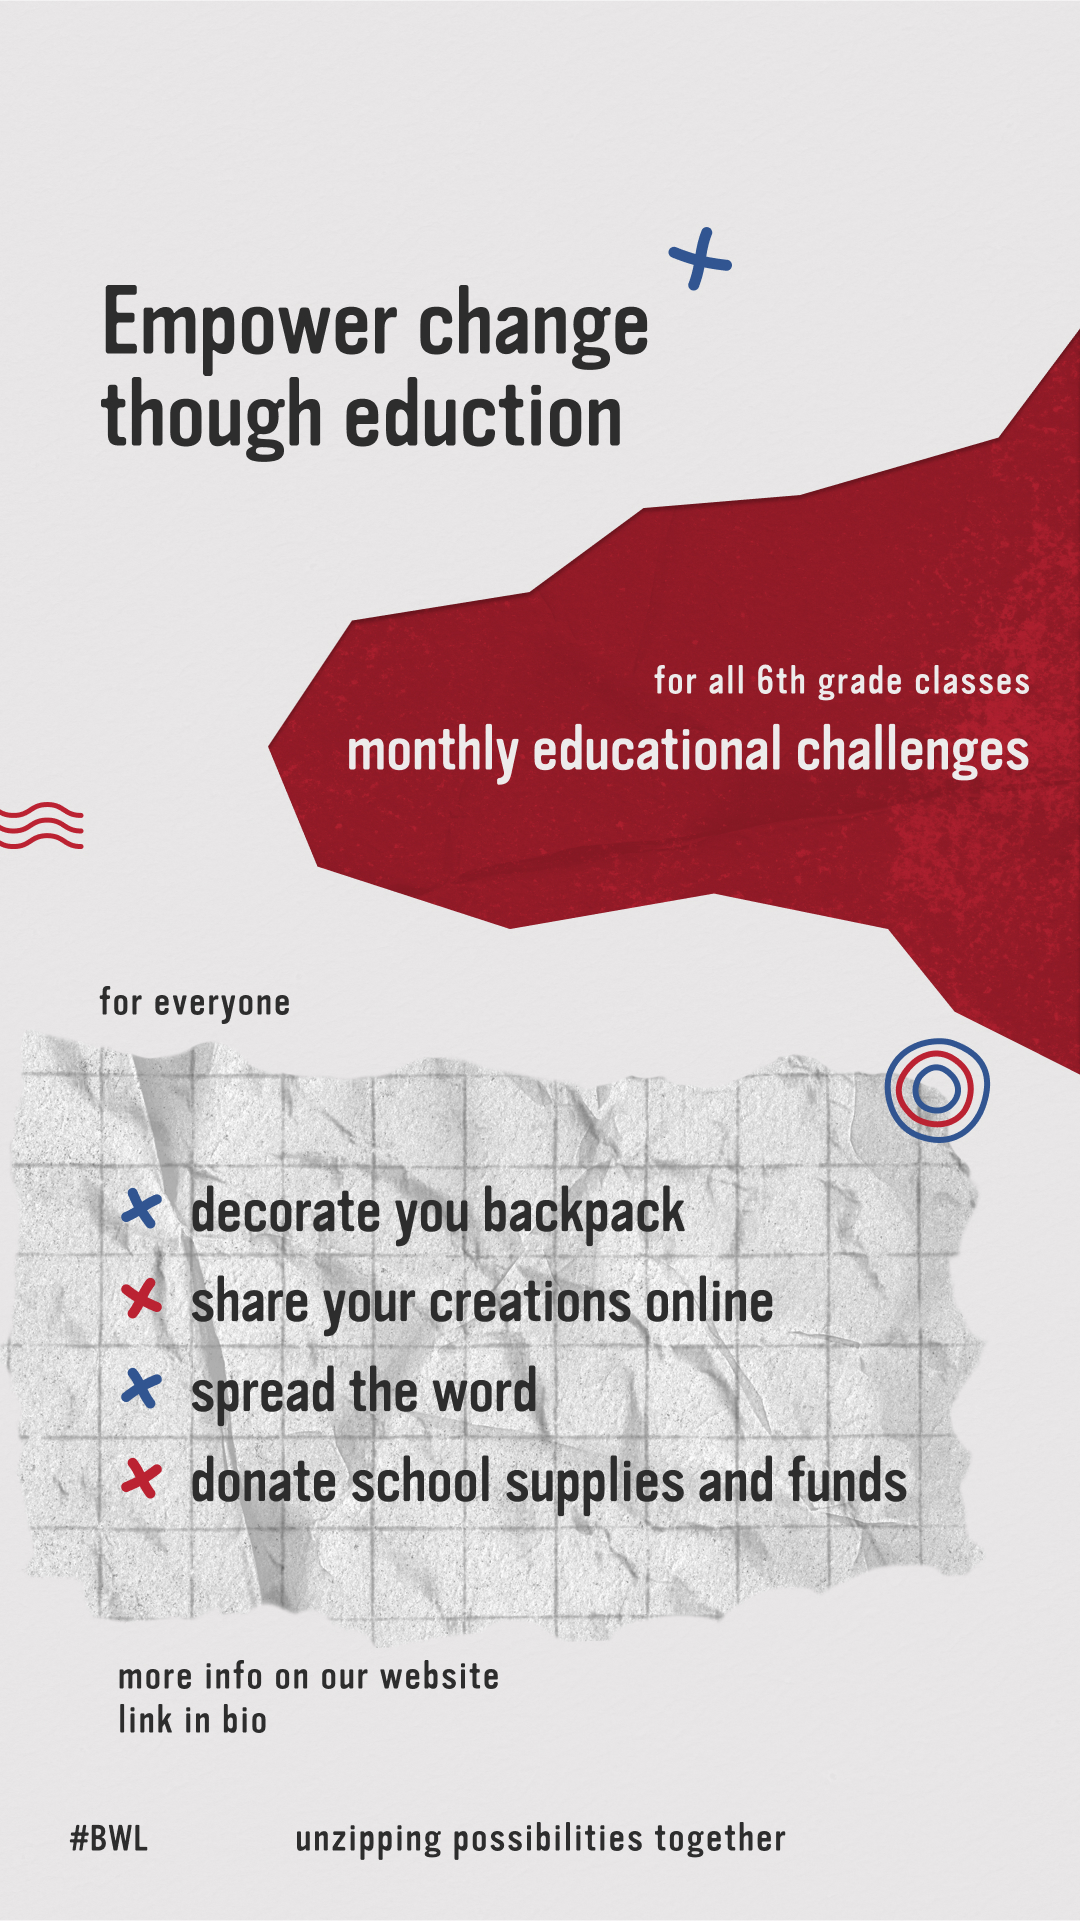 Empower change
though eduction
for all 6th grade classes
monthly educational challenges
for everyone
decorate you backpack
share your creations online
spread the word
donate school supplies and funds
more info on our website
link in bio
#BWL
unzipping possibilities together